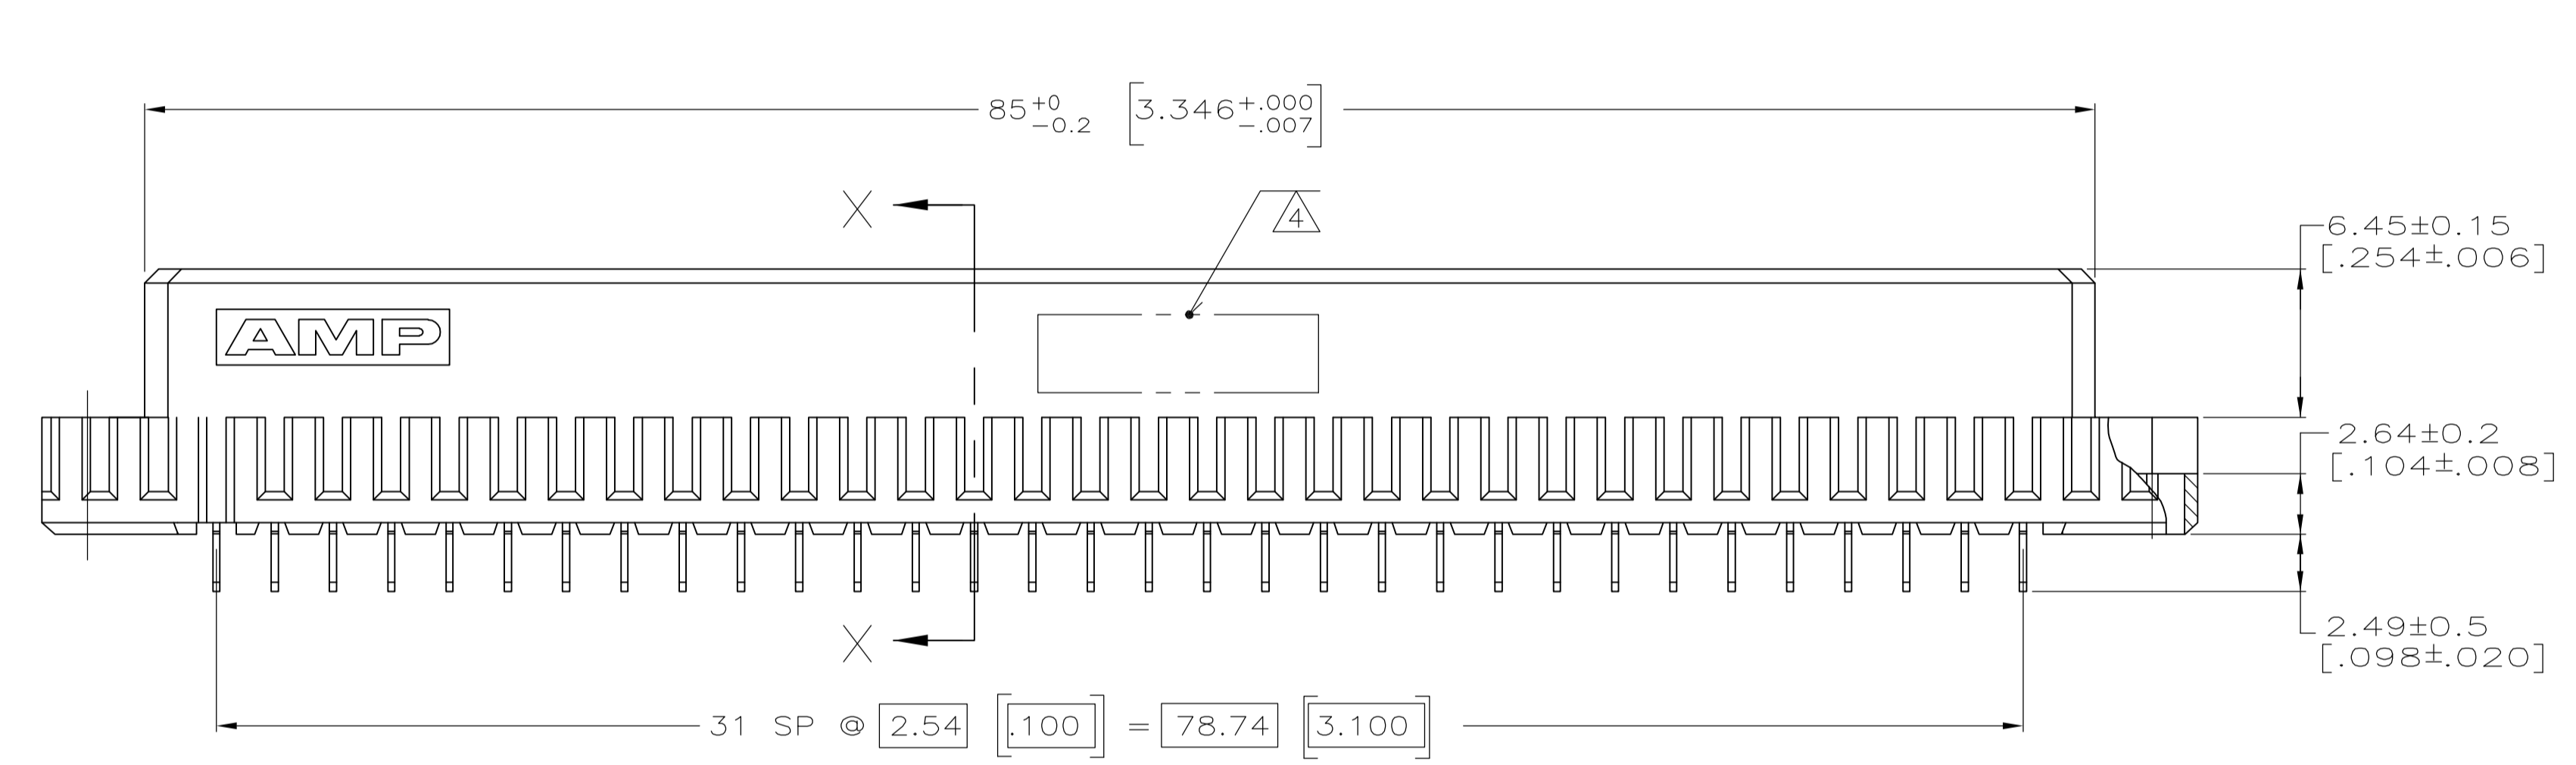 85 +0 -0.2 [3.346 +.000 -.007]
X
4
6.45±0.15
[.254±.006]
AMP
2.64±0.2
[.104±.008]
2.49±0.5
[.098±.020]
X
31 SP @ 2.54 [.100] = 78.74 [3.100]